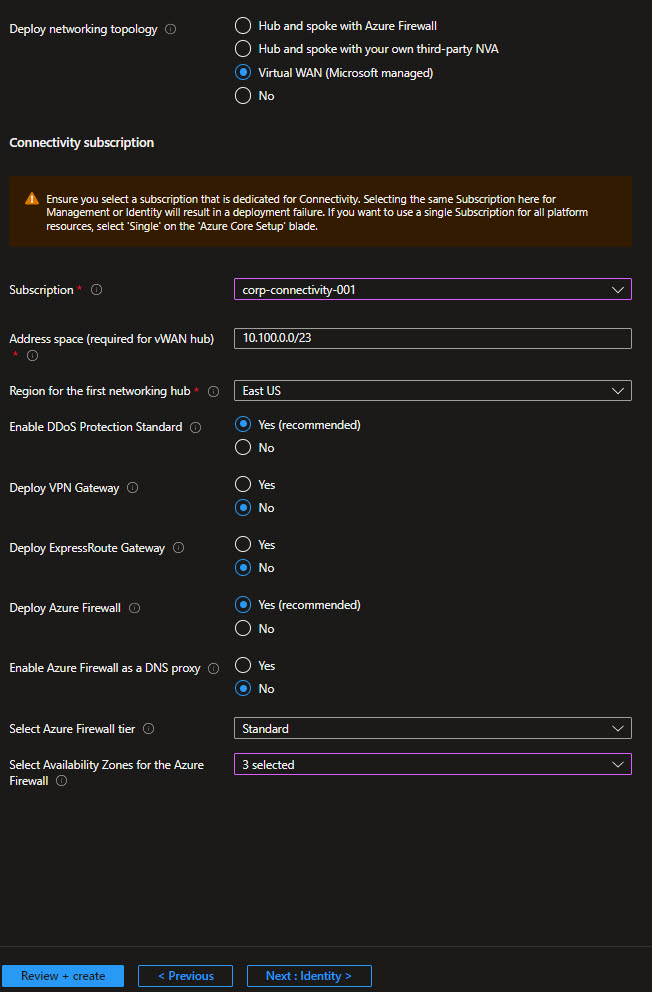 Deploy networking topology
Hub and spoke with Azure Firewall
Hub and spoke with your own third-party NVA
Virtual WAN (Microsoft managed)
No
Connectivity subscription
Ensure you select a subscription that is dedicated for Connectivity. Selecting the same Subscription here for
Management or Identity will result in a deployment failure. If you want to use a single Subscription for all platform
resources, select 'Single' on the 'Azure Core Setup' blade.
Subscription *
corp-connectivity-001
Address space (required for vWAN hub)
*
10.100.0.0/23
Region for the first networking hub *
East US
Enable DDoS Protection Standard
Yes (recommended)
No
Deploy VPN Gateway
Yes
No
Deploy ExpressRoute Gateway
Yes
No
Deploy Azure Firewall
Yes (recommended)
No
Enable Azure Firewall as a DNS proxy
Yes
No
Select Azure Firewall tier
Standard
Select Availability Zones for the Azure
Firewall
3 selected
Review + create
< Previous
Next : Identity >